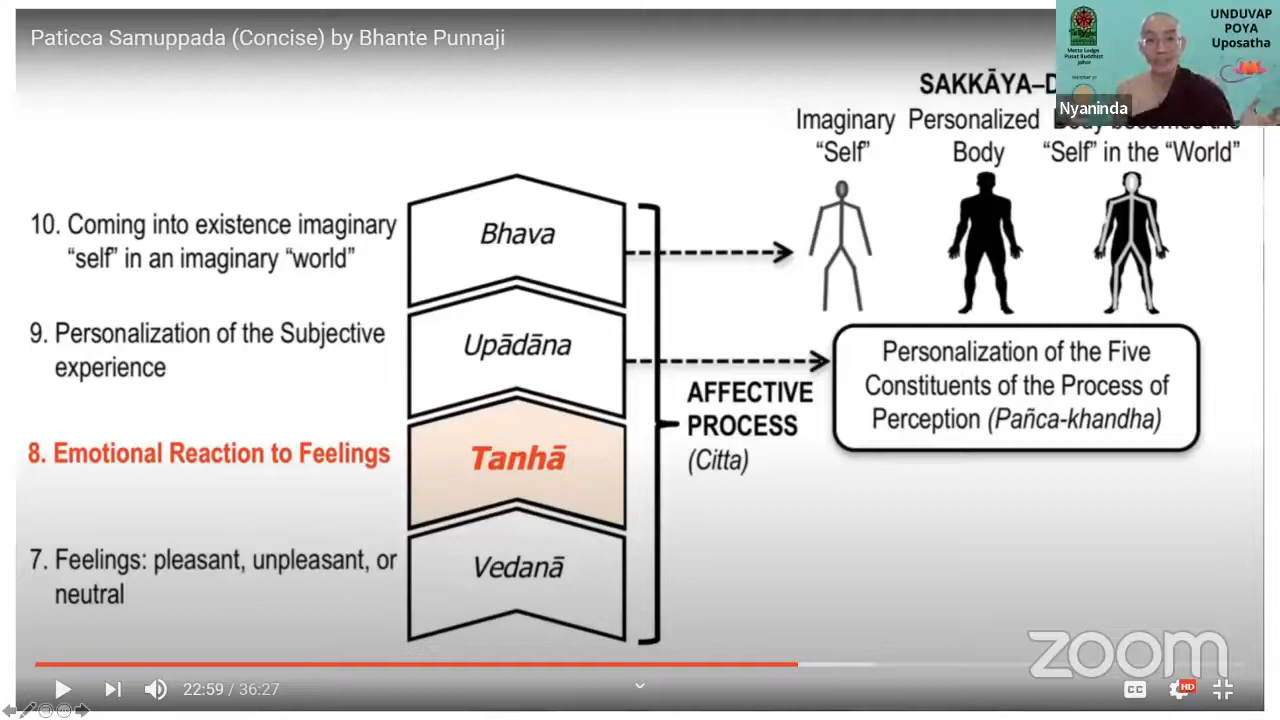 Paticca Samuppada (Concise) by Bhante Punnaji
UNDUVAP
POYA
Uposatha
Nyaninda
SAKKĀYA–D
Imaginary
“Self”
Personalized
Body
“Self” in the “World”
10. Coming into existence imaginary
“self” in an imaginary “world”
Bhava
9. Personalization of the Subjective
experience
Upādāna
Personalization of the Five
Constituents of the Process of
Perception (Pañca-khandha)
AFFECTIVE
PROCESS
(Citta)
8. Emotional Reaction to Feelings
Tanhā
7. Feelings: pleasant, unpleasant, or
neutral
Vedanā
zoom
22:59 / 36:27
CC
HD